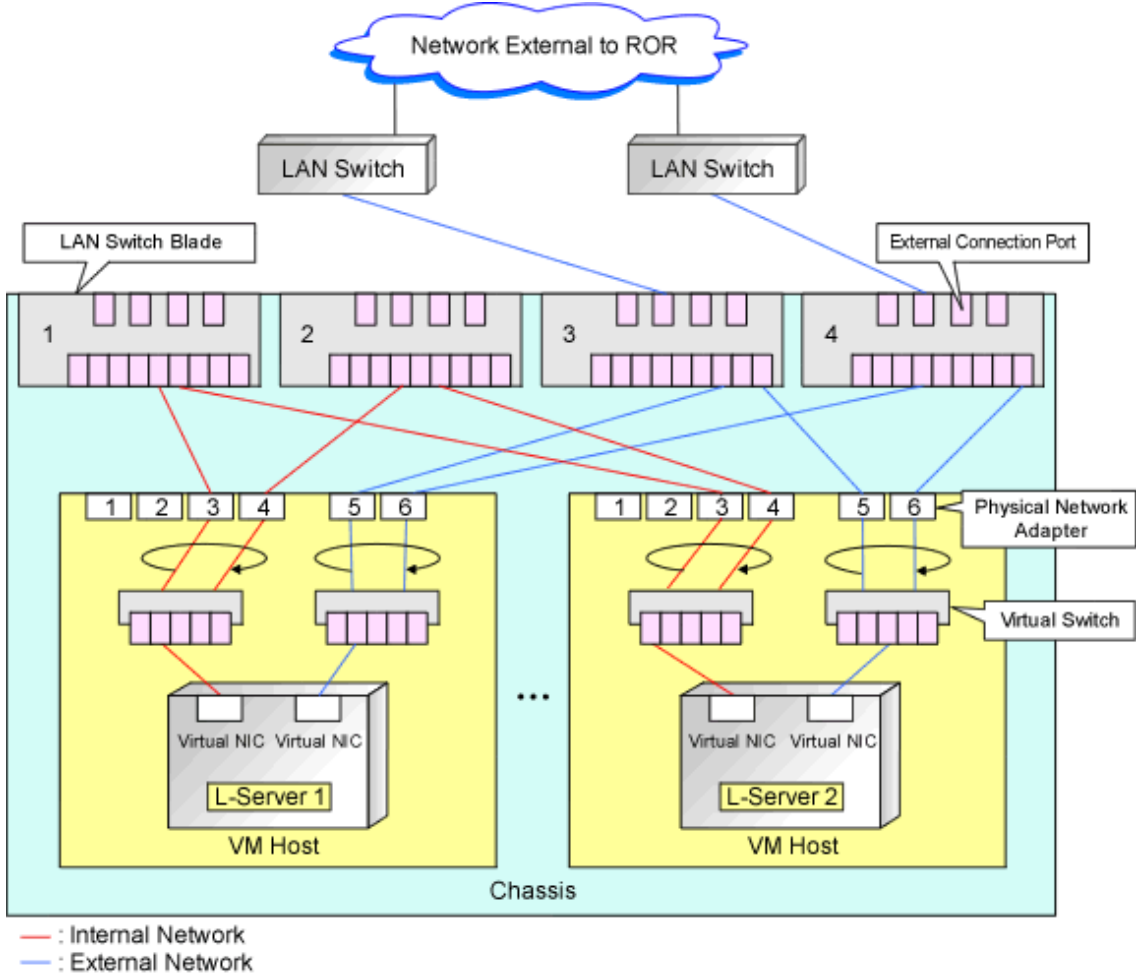 Network External to ROR
LAN Switch
LAN Switch
LAN Switch Blade
External Connection Port
1
2
3
4
1 2 3 4 5 6
1 2 3 4 5 6
Physical Network
Adapter
Virtual Switch
...
Virtual NIC Virtual NIC
Virtual NIC Virtual NIC
L-Server 1
L-Server 2
VM Host
VM Host
Chassis
: Internal Network
: External Network